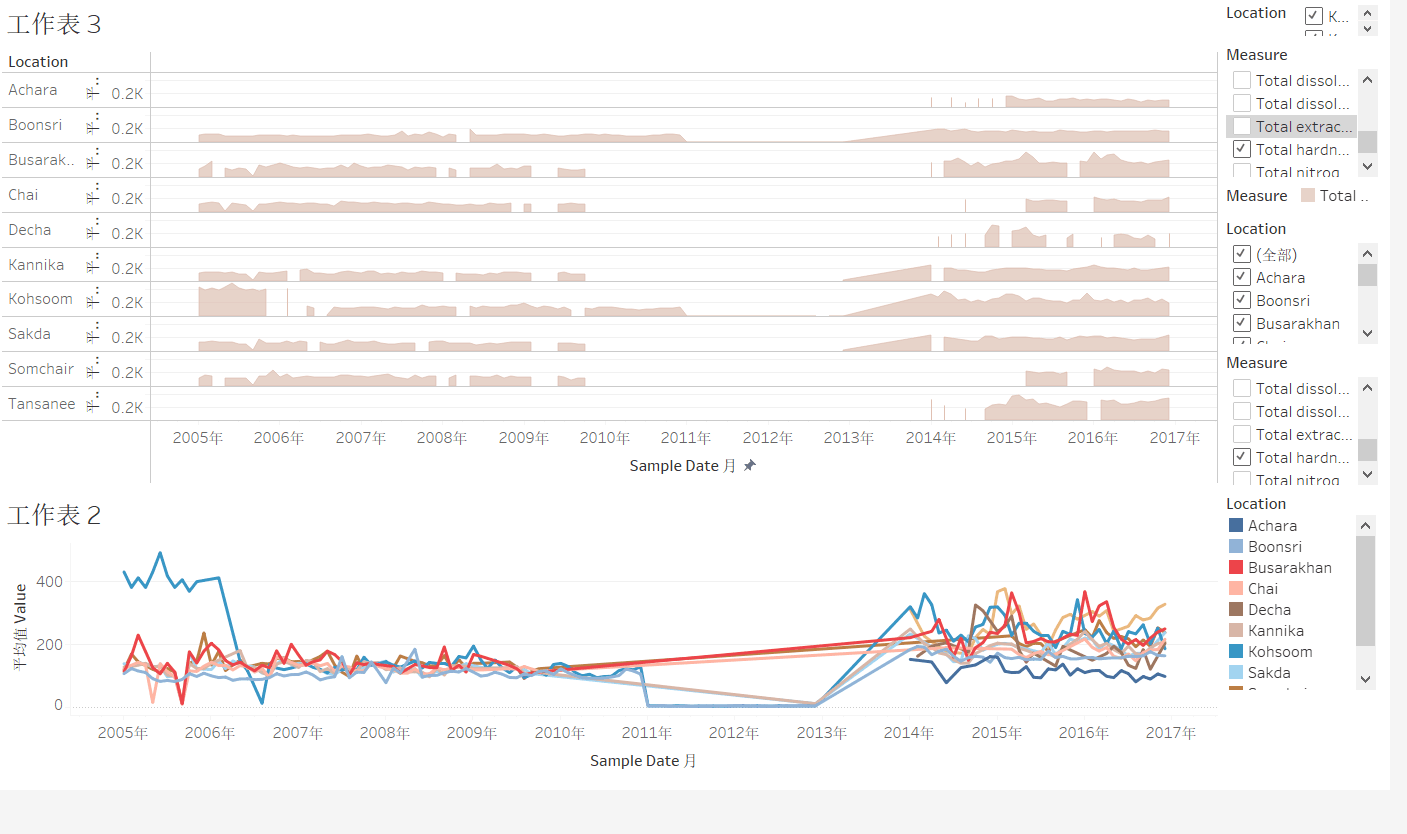 工作表 3
Location
Achara 0.2K
Boonsri 0.2K
Busarak.. 0.2K
Chai 0.2K
Decha 0.2K
Kannika 0.2K
Kohsoom 0.2K
Sakda 0.2K
Somchair 0.2K
Tansanee 0.2K
2005年 2006年 2007年 2008年 2009年 2010年 2011年 2012年 2013年 2014年 2015年 2016年 2017年
Sample Date 月
工作表 2
平均值 Value
400
200
0
2005年 2006年 2007年 2008年 2009年 2010年 2011年 2012年 2013年 2014年 2015年 2016年 2017年
Sample Date 月
Location K...
Measure
Total dissol...
Total dissol...
Total extrac...
Total hardn...
Total nitrog
Measure Total ..
Location
(全部)
Achara
Boonsri
Busarakhan
Measure
Total dissol...
Total dissol...
Total extrac...
Total hardn...
Total nitrog
Location
Achara
Boonsri
Busarakhan
Chai
Decha
Kannika
Kohsoom
Sakda